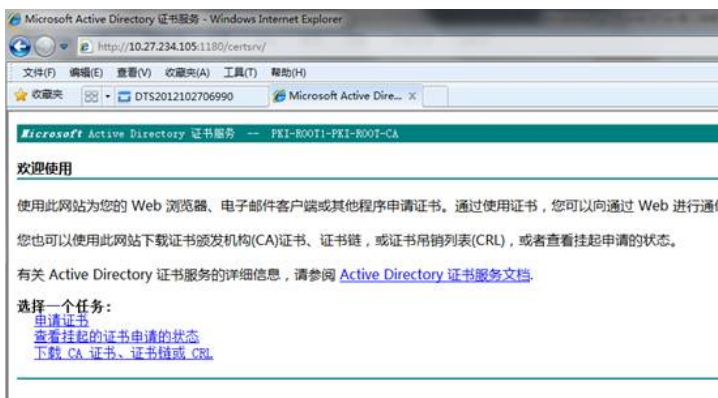 Microsoft Active Directory 证书服务 - Windows Internet Explorer
http://10.27.234.105:1180/certsrv/
文件(F) 编辑(E) 查看(V) 收藏夹(A) 工具(T) 帮助(H)
收藏夹 DTS2012102706990 Microsoft Active Dire... X
Microsoft Active Directory 证书服务 -- PKI-ROOT1-PKI-ROOT-CA
欢迎使用
使用此网站为您的 Web 浏览器、电子邮件客户端或其他程序申请证书。通过使用证书，您可以向通过 Web 进行通
您也可以使用此网站下载证书颁发机构(CA)证书、证书链，或证书吊销列表(CRL)，或者查看挂起申请的状态。
有关 Active Directory 证书服务的详细信息，请参阅 Active Directory 证书服务文档.
选择一个任务：
申请证书
查看挂起的证书申请的状态
下载 CA 证书、证书链或 CRL